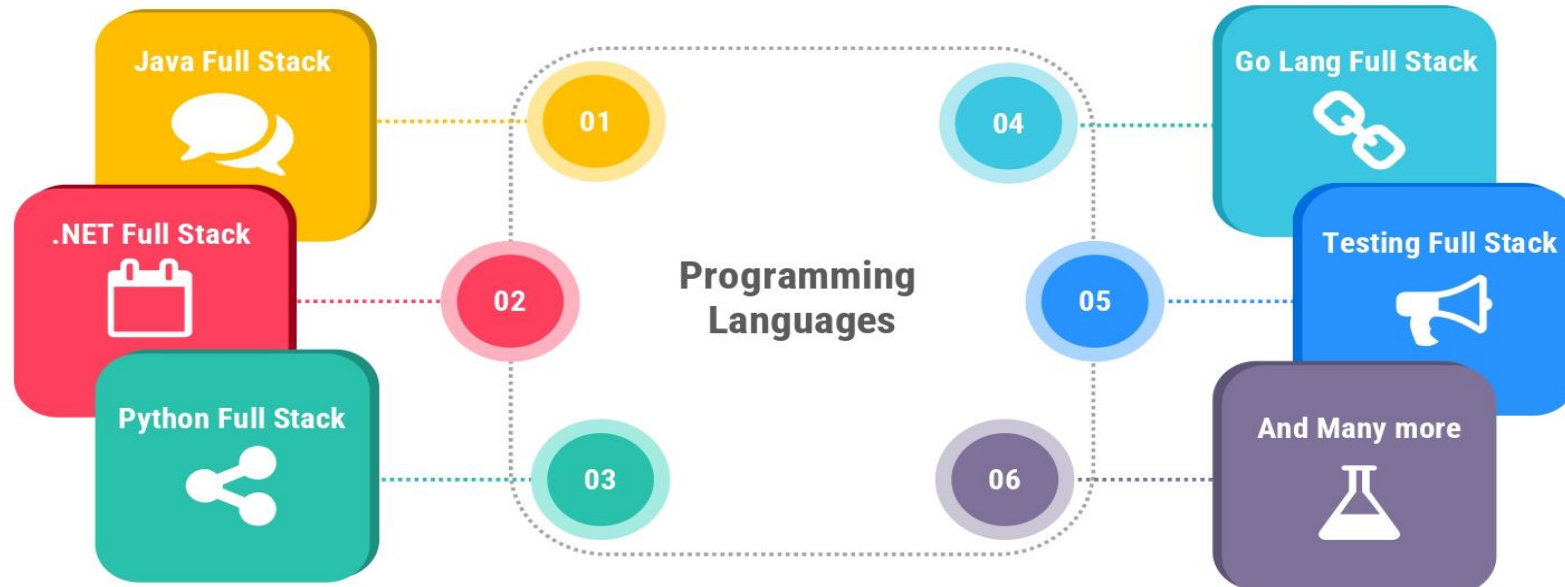 Java Full Stack
01
.NET Full Stack
02
Python Full Stack
03
Programming
Languages
Go Lang Full Stack
04
Testing Full Stack
05
And Many more
06